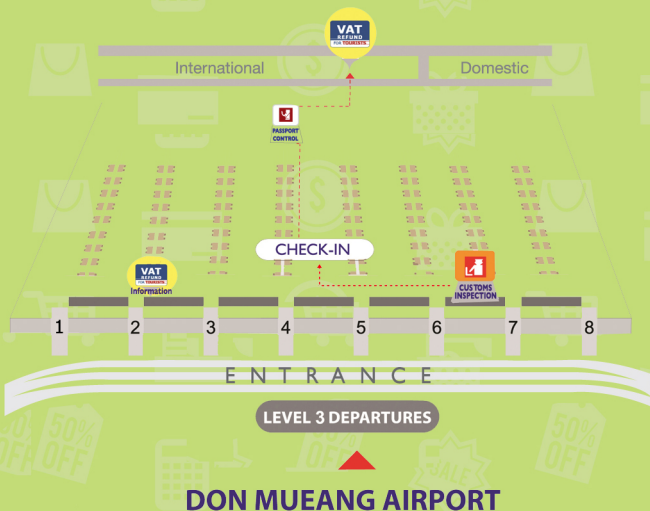 VAT
REFUND
FOR TOURISTS
International
Domestic
PASSPORT
CONTROL
CHECK-IN
VAT
REFUND
FOR TOURISTS
Information
CUSTOMS
INSPECTION
1 2 3 4 5 6 7 8
ENTRANCE
LEVEL 3 DEPARTURES
50%
OFF
SALE
50%
OFF
DON MUEANG AIRPORT